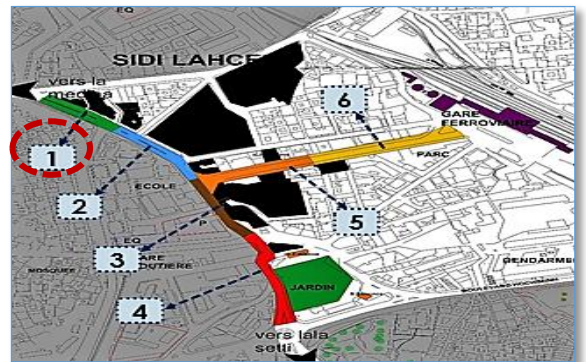 EQ
SIDI LAHCE
vers la
medina
6
GARE
FERROVIAIRE
1
PARC
ECOLE
2
P
5
EQ
3
GENDARME
MOSQUEE
JARDIN
4
vers lala
setti